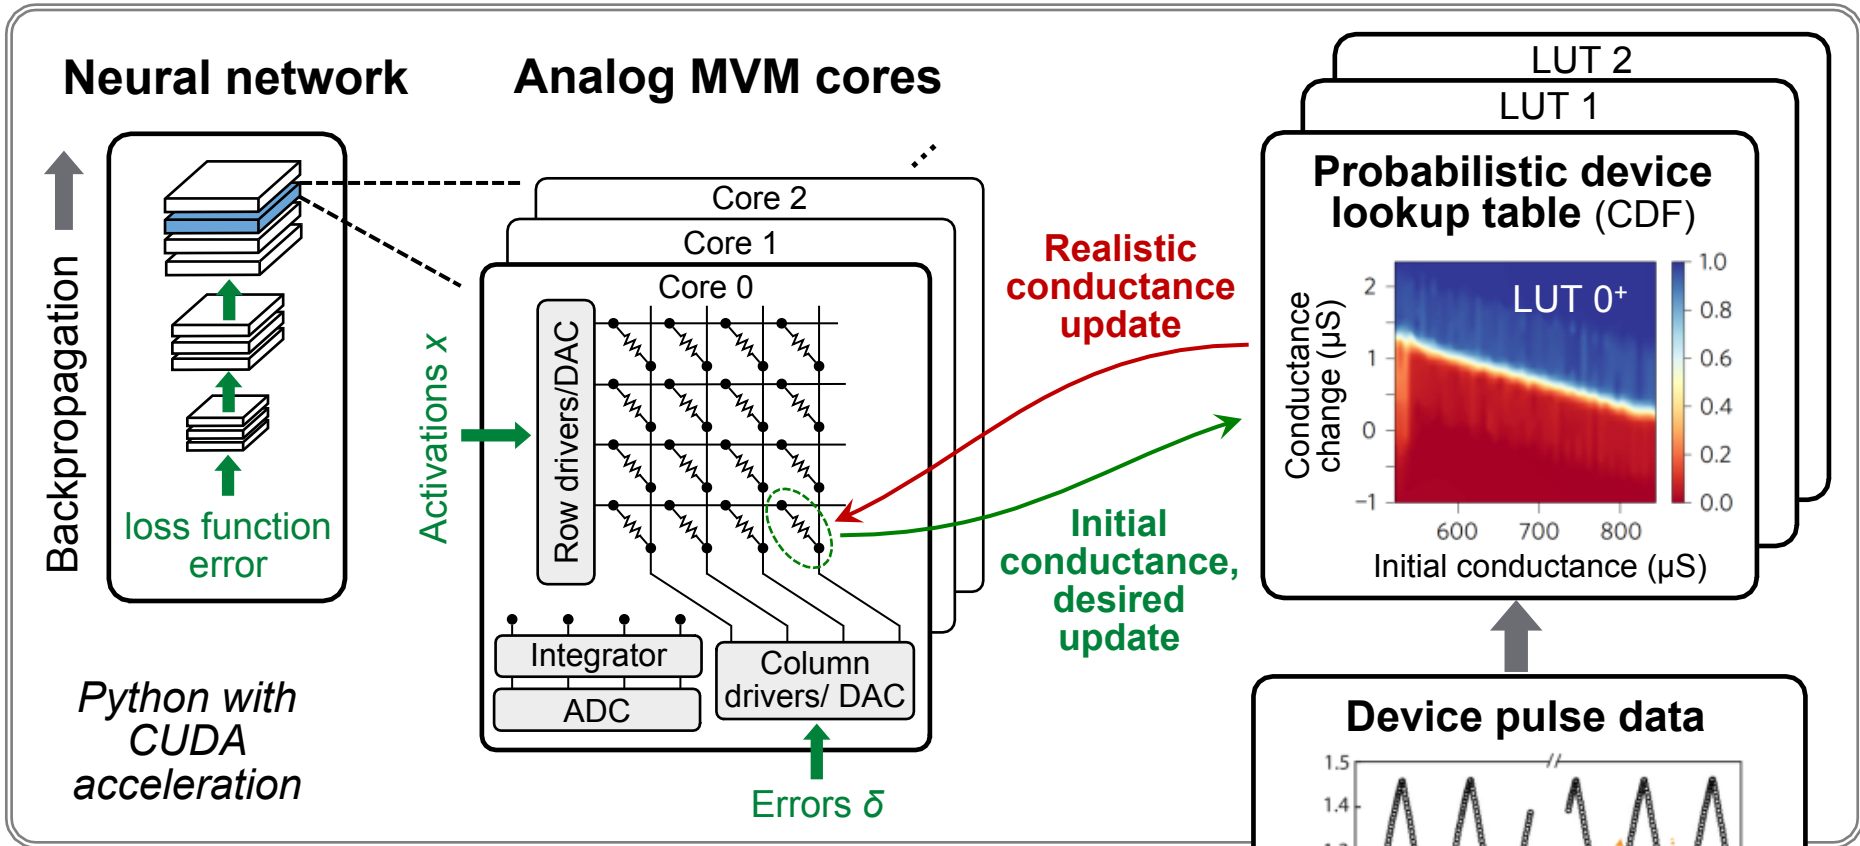 Neural network
Backpropagation
loss function
error
Python with
CUDA
acceleration
Analog MVM cores
Core 2
Core 1
Core 0
Activations x
Row drivers/DAC
Integrator
ADC
Column
drivers/ DAC
Errors δ
Realistic
conductance
update
Initial
conductance,
desired
update
LUT 2
LUT 1
Probabilistic device
lookup table (CDF)
LUT 0⁺
Conductance
change (µS)
2
1
0
−1
600 700 800
Initial conductance (µS)
1.0
0.8
0.6
0.4
0.2
0.0
Device pulse data
1.5
1.4